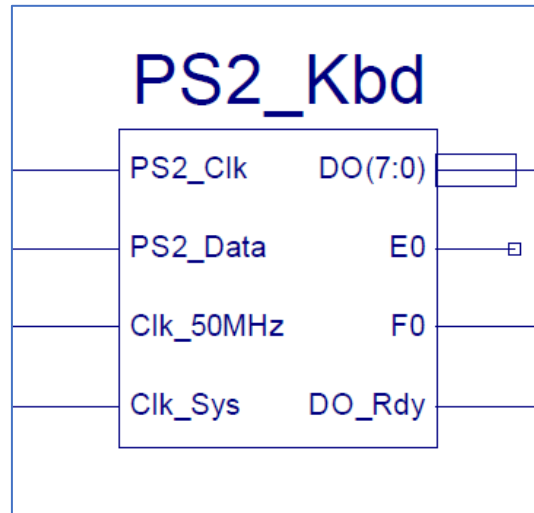 PS2_Kbd
PS2_Clk DO(7:0)
PS2_Data E0
Clk_50MHz F0
Clk_Sys DO_Rdy